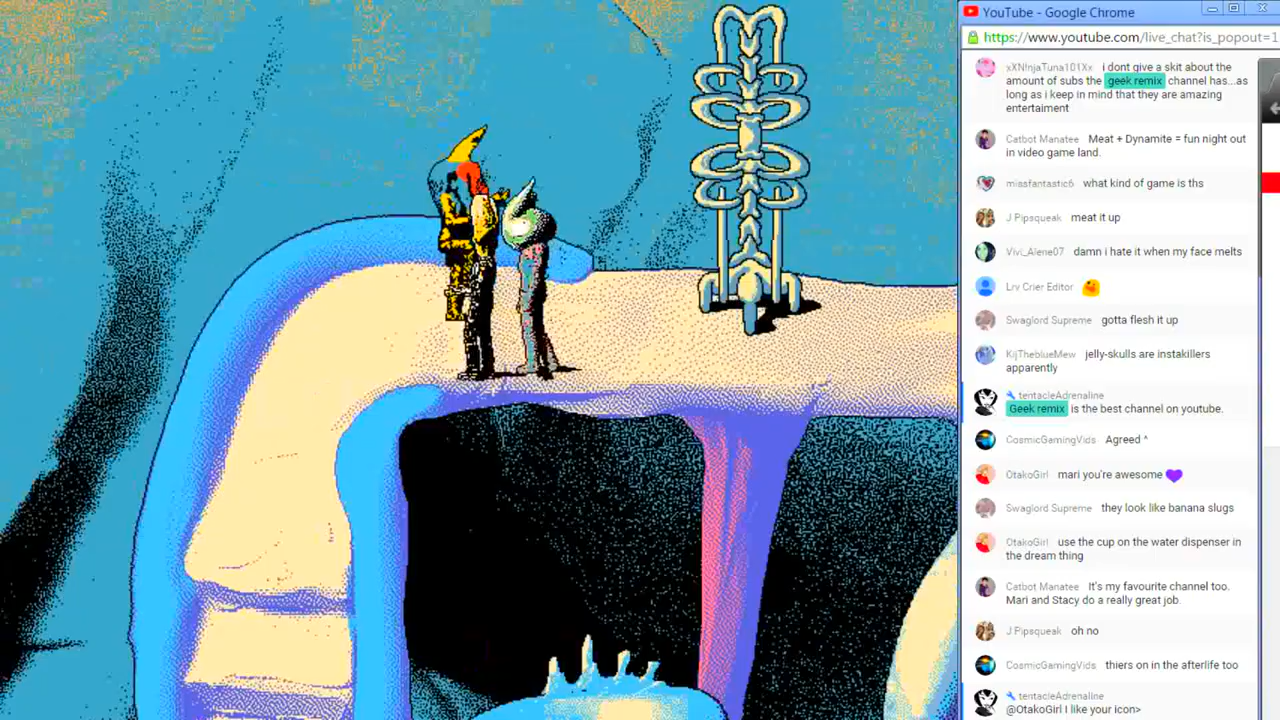 YouTube - Google Chrome
https://www.youtube.com/live_chat?is_popout=1
xXN!njaTuna101Xx i dont give a skit about the
amount of subs the geek remix channel has...as
long as i keep in mind that they are amazing
entertaiment
Catbot Manatee Meat + Dynamite = fun night out
in video game land.
miasfantastic6 what kind of game is ths
J Pipsqueak meat it up
Vivi_Alene07 damn i hate it when my face melts
Lrv Crier Editor
Swaglord Supreme gotta flesh it up
KijTheblueMew jelly-skulls are instakillers
apparently
tentacleAdrenaline
Geek remix is the best channel on youtube.
CosmicGamingVids Agreed ^
OtakoGirl mari you're awesome
Swaglord Supreme they look like banana slugs
OtakoGirl use the cup on the water dispenser in
the dream thing
Catbot Manatee It's my favourite channel too.
Mari and Stacy do a really great job.
J Pipsqueak oh no
CosmicGamingVids thiers on in the afterlife too
tentacleAdrenaline
@OtakoGirl I like your icon>